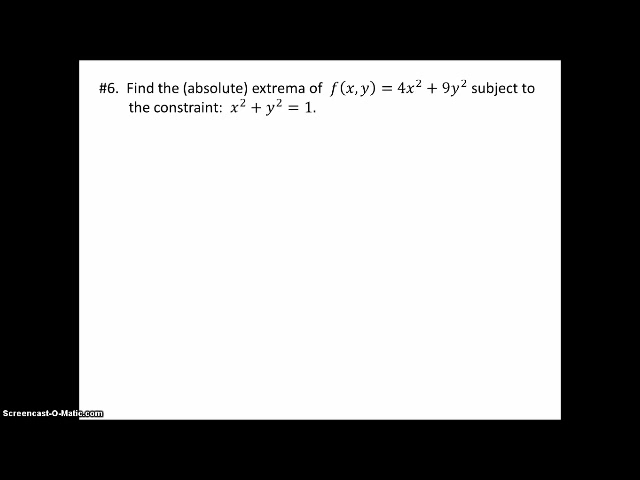 #6. Find the (absolute) extrema of f(x, y) = 4x² + 9y² subject to
the constraint: x² + y² = 1.
Screencast-O-Matic.com